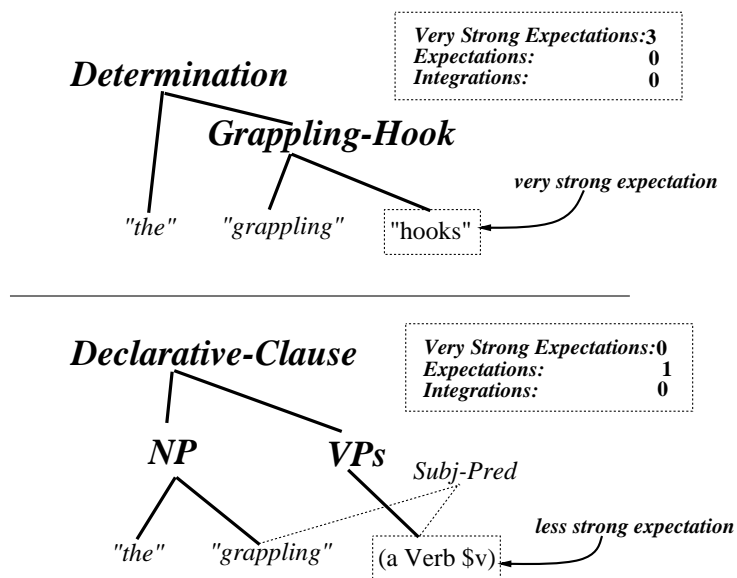 Very Strong Expectations:3
Expectations: 0
Integrations: 0
Determination
Grappling-Hook
very strong expectation
"the" "grappling" "hooks"
Declarative-Clause
Very Strong Expectations:0
Expectations: 1
Integrations: 0
NP VPs
Subj-Pred
less strong expectation
"the" "grappling" (a Verb $v)